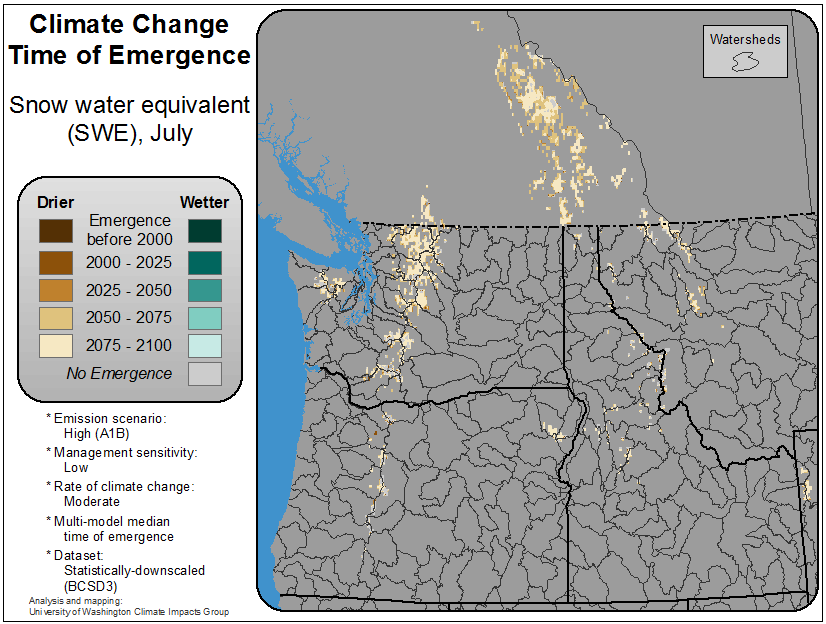 Climate Change
Time of Emergence
Snow water equivalent
(SWE), July
Drier
Wetter
Emergence
before 2000
2000 - 2025
2025 - 2050
2050 - 2075
2075 - 2100
No Emergence
* Emission scenario:
High (A1B)
* Management sensitivity:
Low
* Rate of climate change:
Moderate
* Multi-model median
time of emergence
* Dataset:
Statistically-downscaled
(BCSD3)
Analysis and mapping:
University of Washington Climate Impacts Group
Watersheds